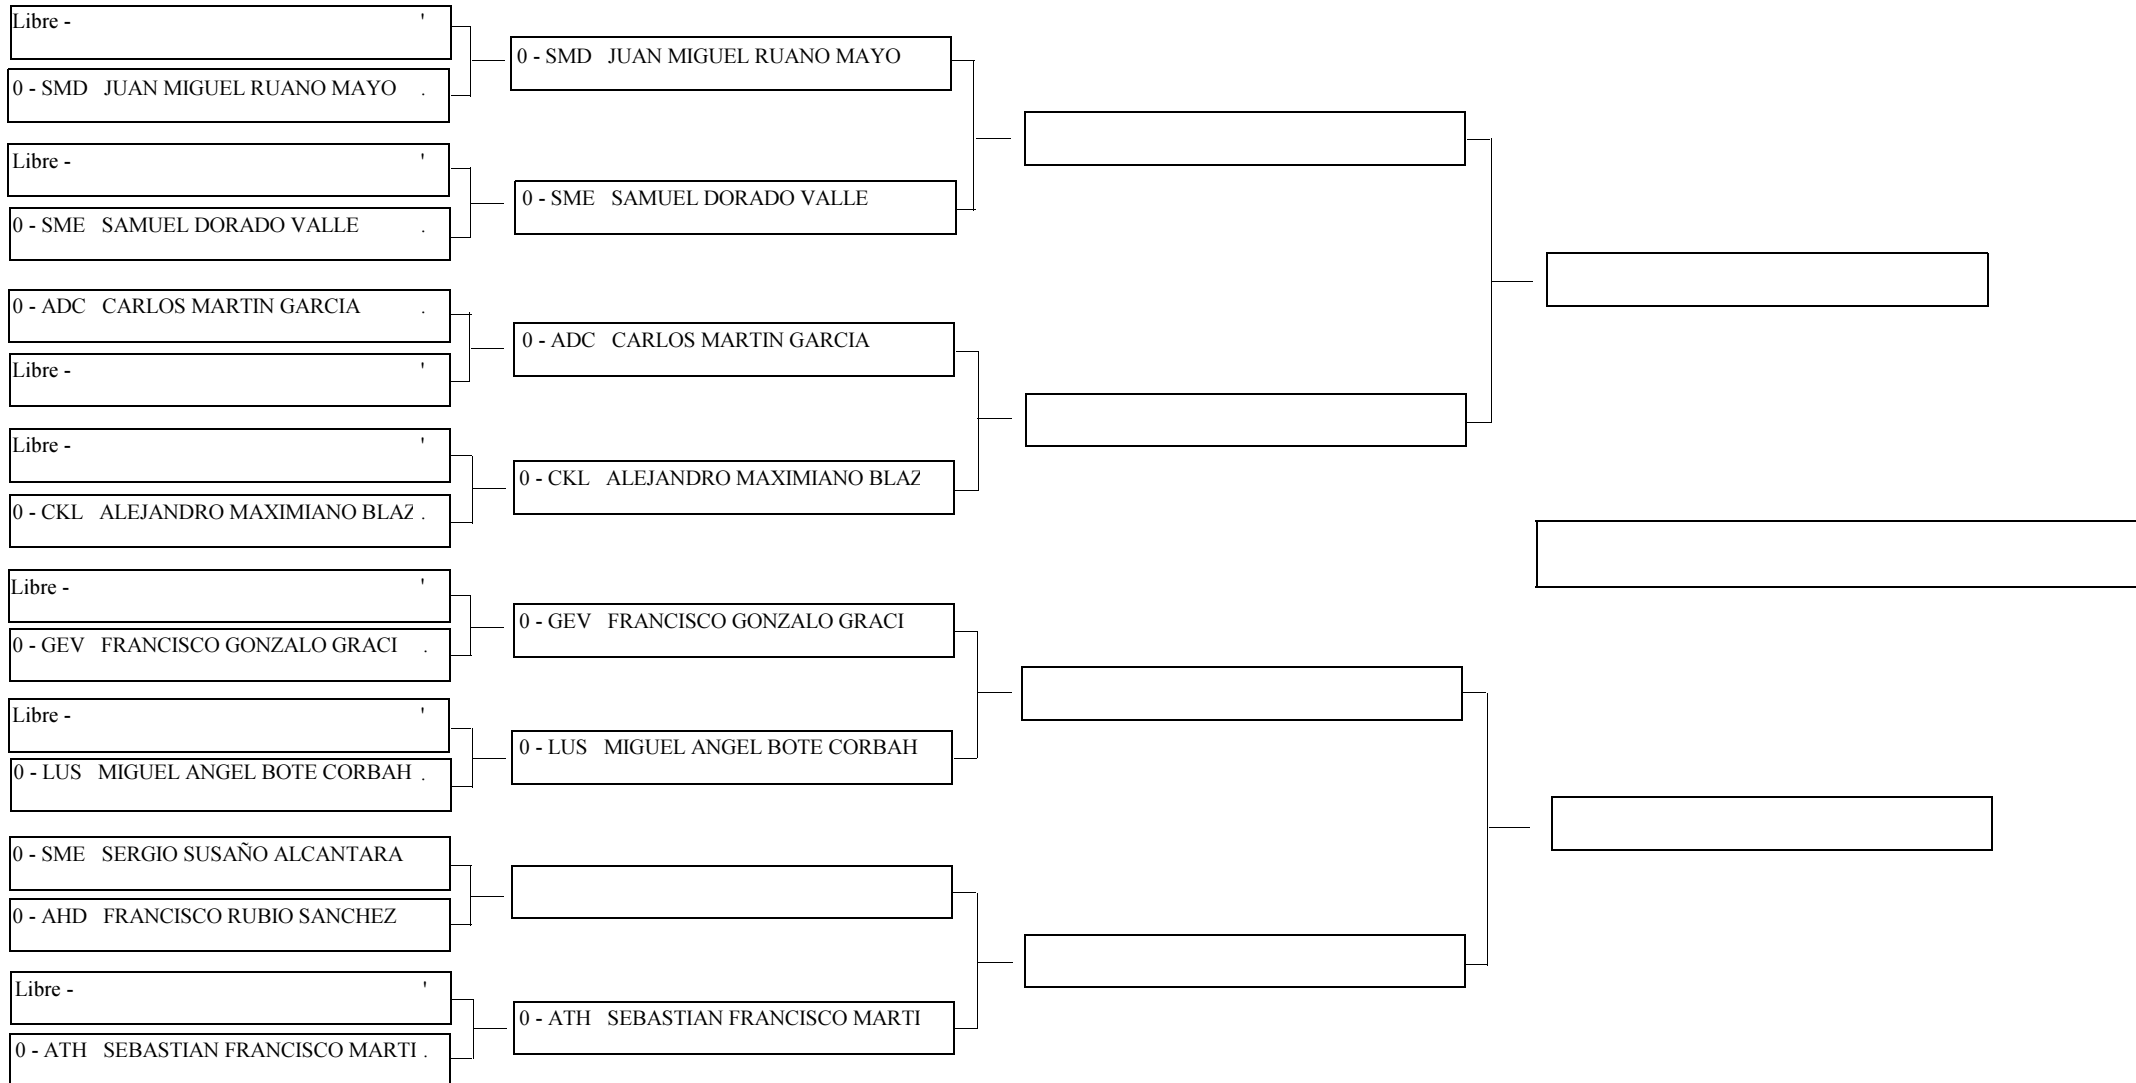 Libre - '
0 - SMD JUAN MIGUEL RUANO MAYO .
Libre - '
0 - SME SAMUEL DORADO VALLE .
0 - ADC CARLOS MARTIN GARCIA .
Libre - '
Libre - '
0 - CKL ALEJANDRO MAXIMIANO BLAZ .
Libre - '
0 - GEV FRANCISCO GONZALO GRACI .
Libre - '
0 - LUS MIGUEL ANGEL BOTE CORBAH .
0 - SME SERGIO SUSAÑO ALCANTARA
0 - AHD FRANCISCO RUBIO SANCHEZ
Libre - '
0 - ATH SEBASTIAN FRANCISCO MARTI .
0 - SMD JUAN MIGUEL RUANO MAYO
0 - SME SAMUEL DORADO VALLE
0 - ADC CARLOS MARTIN GARCIA
0 - CKL ALEJANDRO MAXIMIANO BLAZ
0 - GEV FRANCISCO GONZALO GRACI
0 - LUS MIGUEL ANGEL BOTE CORBAH
0 - ATH SEBASTIAN FRANCISCO MARTI